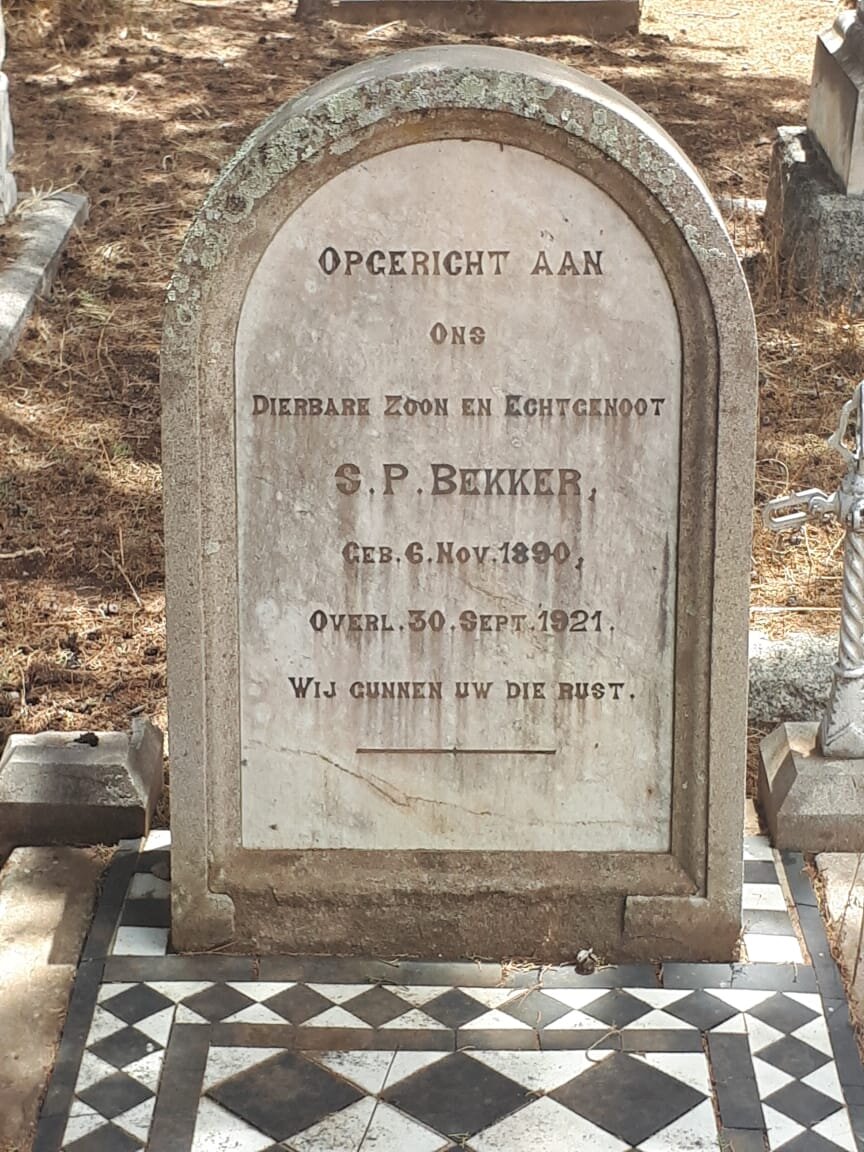 OPGERICHT AAN
ONS
DIERBARE ZOON EN ECHTGENOOT
S.P. BEKKER,
GEB. 6. NOV. 1890,
OVERL. 30. SEPT. 1921.
WIJ GUNNEN UW DIE RUST.